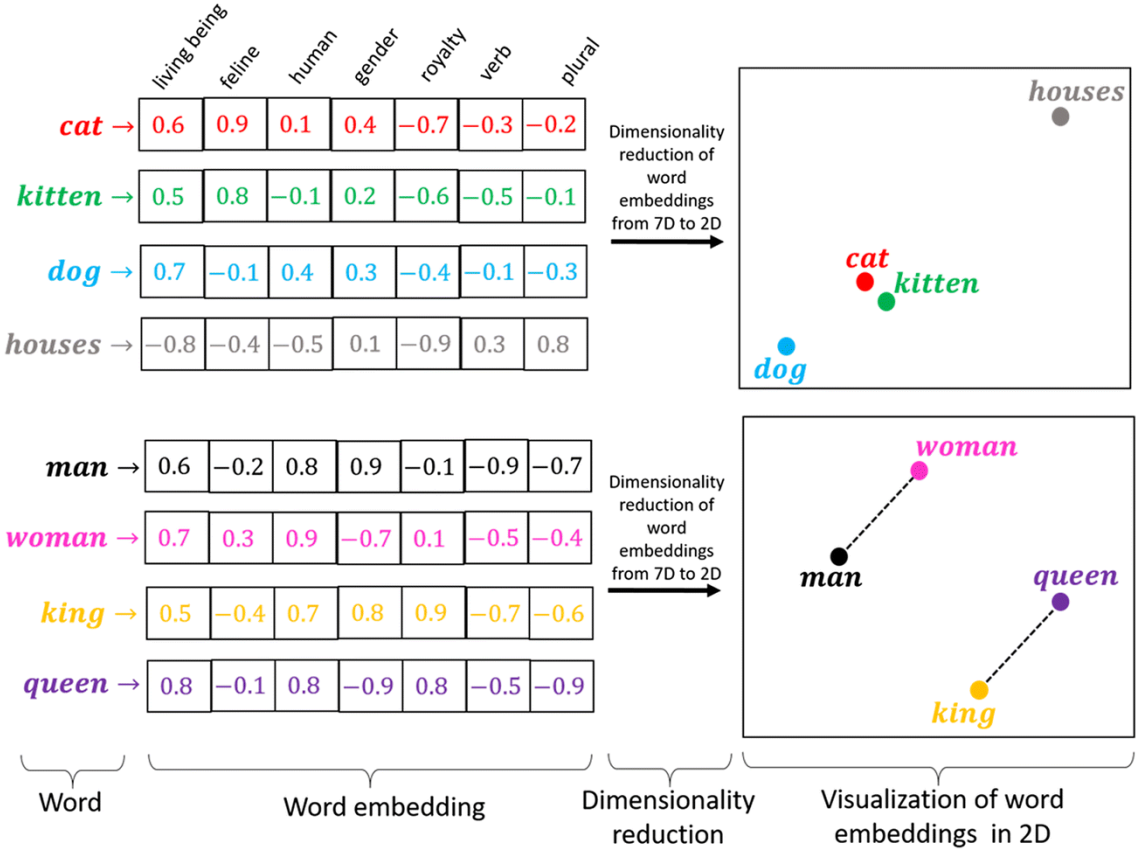 living being feline human gender royalty verb plural
cat → 0.6 0.9 0.1 0.4 −0.7 −0.3 −0.2
kitten → 0.5 0.8 −0.1 0.2 −0.6 −0.5 −0.1
dog → 0.7 −0.1 0.4 0.3 −0.4 −0.1 −0.3
houses → −0.8 −0.4 −0.5 0.1 −0.9 0.3 0.8
Dimensionality
reduction of
word
embeddings
from 7D to 2D
houses
cat
kitten
dog
man → 0.6 −0.2 0.8 0.9 −0.1 −0.9 −0.7
woman → 0.7 0.3 0.9 −0.7 0.1 −0.5 −0.4
king → 0.5 −0.4 0.7 0.8 0.9 −0.7 −0.6
queen → 0.8 −0.1 0.8 −0.9 0.8 −0.5 −0.9
Dimensionality
reduction of
word
embeddings
from 7D to 2D
woman
man
queen
king
Word
Word embedding
Dimensionality
reduction
Visualization of word
embeddings in 2D